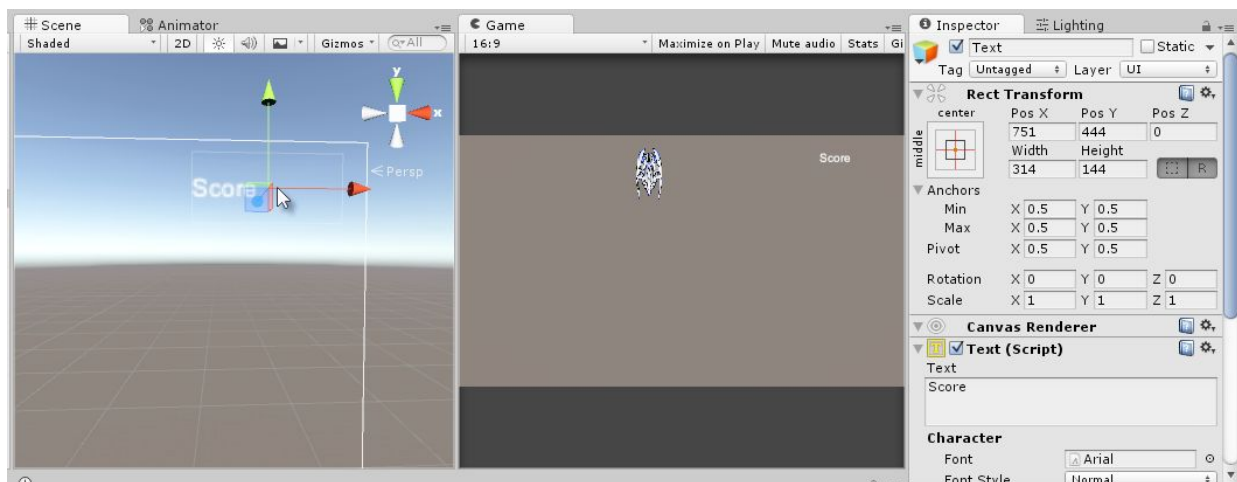 Scene Animator
Shaded 2D Gizmos All
y
x
Persp
Score
Game
16:9 Maximize on Play Mute audio Stats Gi
Score
Inspector Lighting
Text Static
Tag Untagged Layer UI
Rect Transform
center Pos X Pos Y Pos Z
middle 751 444 0
Width Height
314 144 R
Anchors
Min X 0.5 Y 0.5
Max X 0.5 Y 0.5
Pivot X 0.5 Y 0.5
Rotation X 0 Y 0 Z 0
Scale X 1 Y 1 Z 1
Canvas Renderer
Text (Script)
Text
Score
Character
Font Arial
Font Style Normal